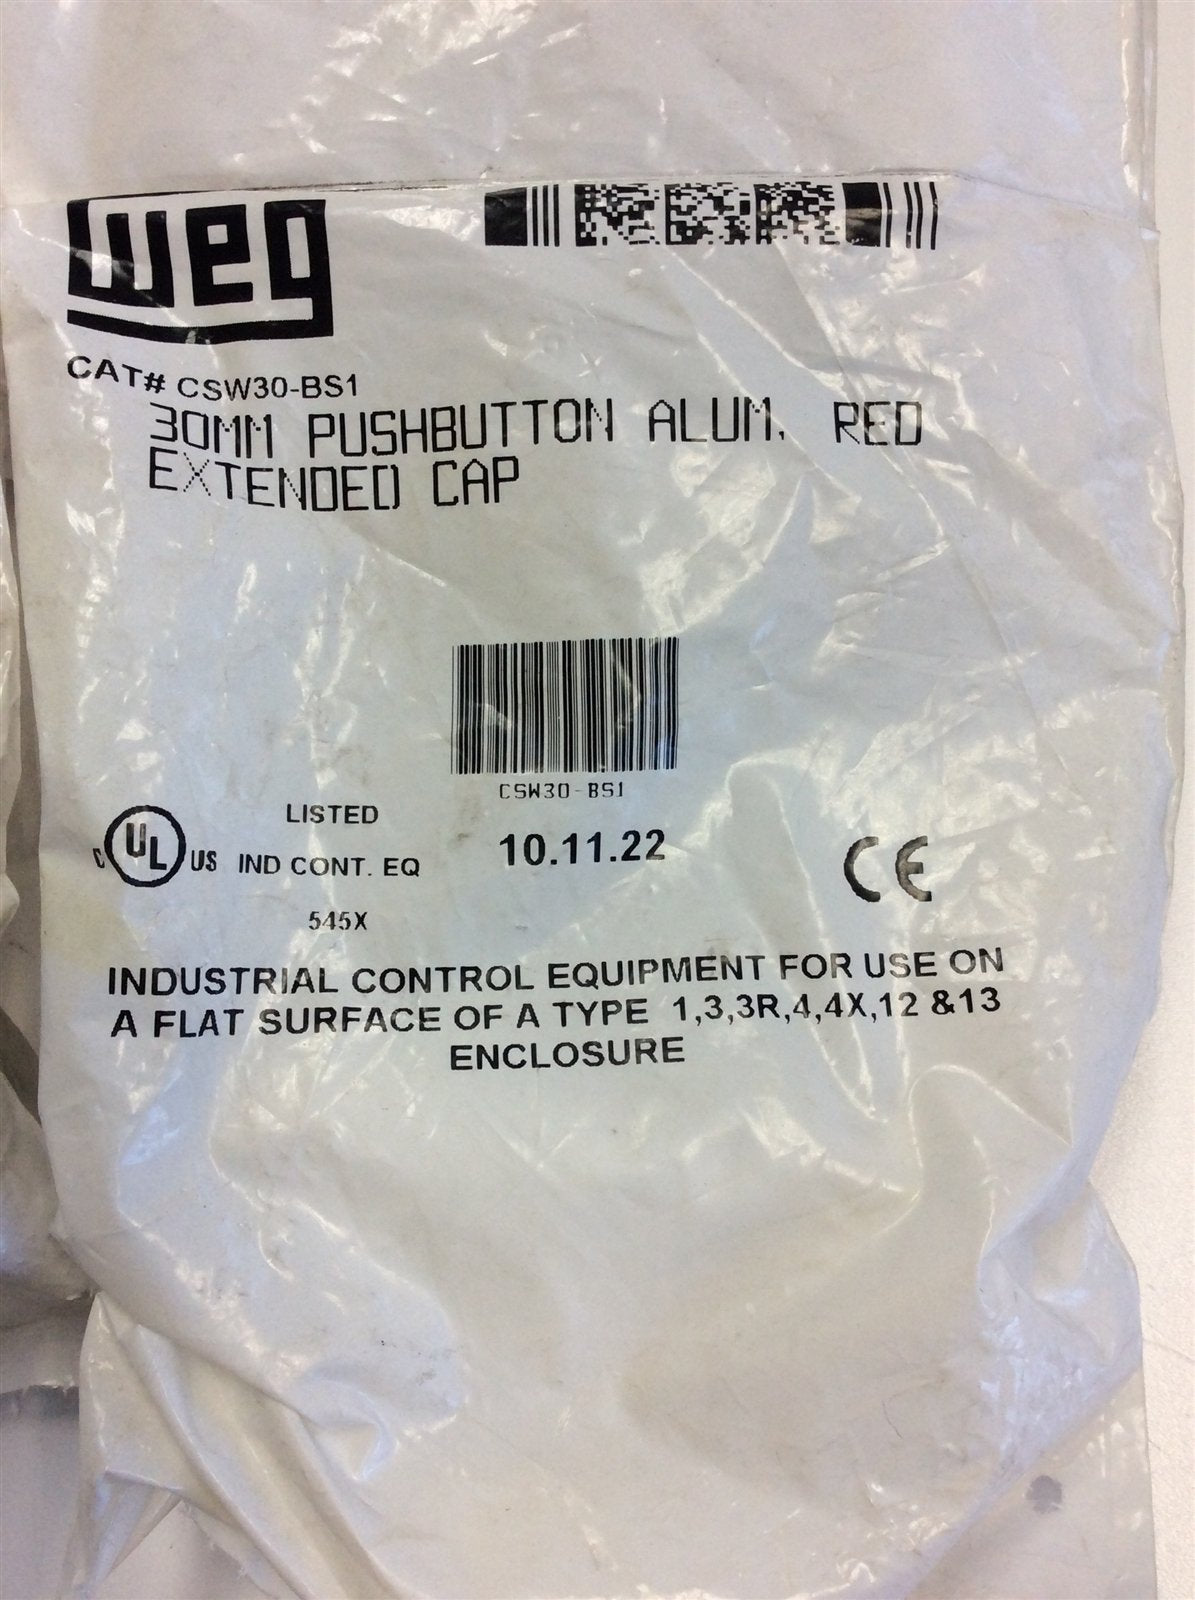 weg
CAT# CSW30-BS1
30MM PUSHBUTTON ALUM. RED
EXTENDED CAP
CSW30-BS1
C UL US
LISTED
IND CONT. EQ
545X
10.11.22
CE
INDUSTRIAL CONTROL EQUIPMENT FOR USE ON
A FLAT SURFACE OF A TYPE 1,3,3R,4,4X,12 &13
ENCLOSURE